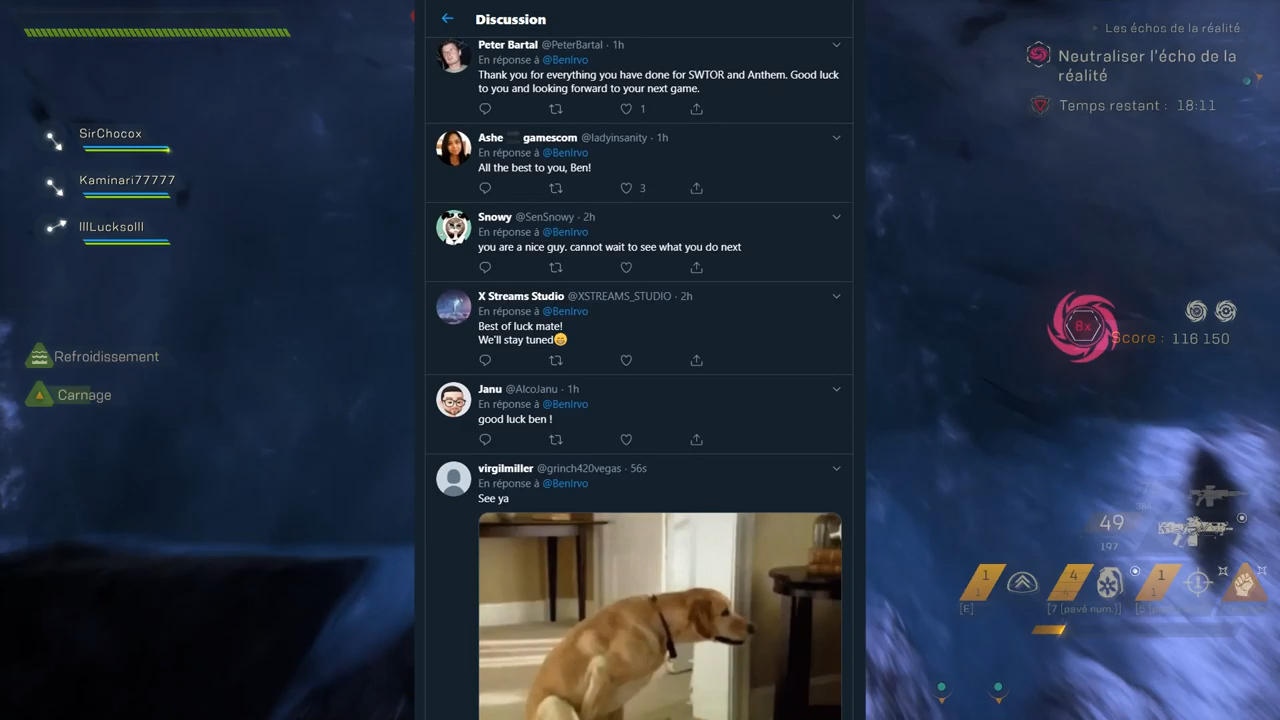 SirChocox
Kaminari77777
IIILucksolII
Refroidissement
Carnage
Discussion
Peter Bartal @PeterBartal · 1h
En réponse à @BenIrvo
Thank you for everything you have done for SWTOR and Anthem. Good luck
to you and looking forward to your next game.
1
Ashe gamescom @ladyinsanity · 1h
En réponse à @BenIrvo
All the best to you, Ben!
3
Snowy @SenSnowy · 2h
En réponse à @BenIrvo
you are a nice guy. cannot wait to see what you do next
X Streams Studio @XSTREAMS_STUDIO · 2h
En réponse à @BenIrvo
Best of luck mate!
We'll stay tuned😄
Janu @AlcoJanu · 1h
En réponse à @BenIrvo
good luck ben !
virgilmiller @grinch420vegas · 56s
En réponse à @BenIrvo
See ya
Les échos de la réalité
Neutraliser l'écho de la
réalité
Temps restant : 18:11
8x
Score : 116 150
49
197
1 4 1
[E] [7 (pavé num.)]